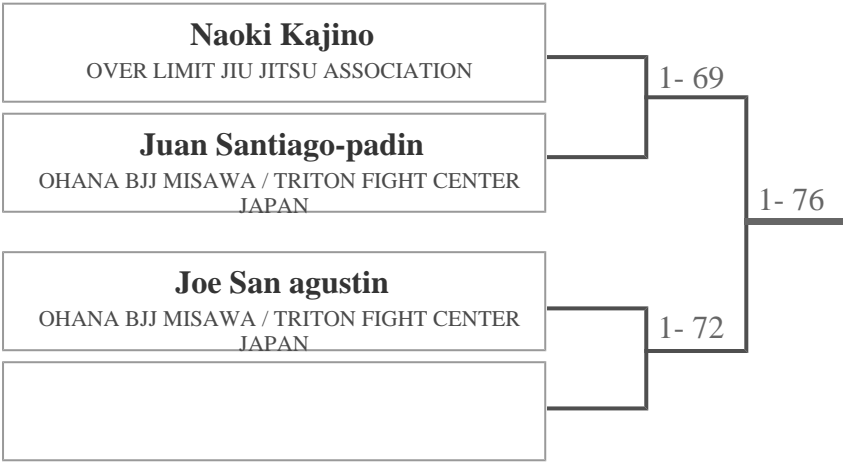 Naoki Kajino
OVER LIMIT JIU JITSU ASSOCIATION
1- 69
Juan Santiago-padin
OHANA BJJ MISAWA / TRITON FIGHT CENTER
JAPAN
1- 76
Joe San agustin
OHANA BJJ MISAWA / TRITON FIGHT CENTER
JAPAN
1- 72